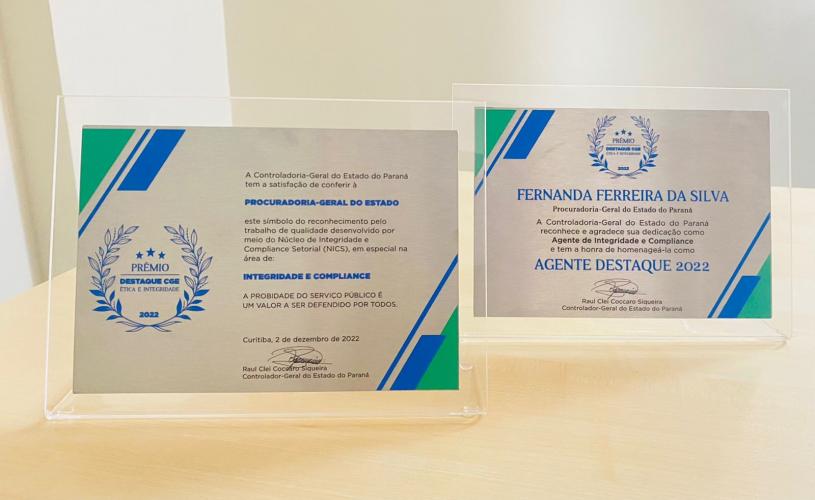 PRÊMIO
DESTAQUE CGE
ÉTICA E INTEGRIDADE
2022
A Controladoria-Geral do Estado do Paraná
tem a satisfação de conferir à
PROCURADORIA-GERAL DO ESTADO
este símbolo do reconhecimento pelo
trabalho de qualidade desenvolvido por
meio do Núcleo de Integridade e
Compliance Setorial (NICS), em especial na
área de:
INTEGRIDADE E COMPLIANCE
A PROBIDADE DO SERVIÇO PÚBLICO É
UM VALOR A SER DEFENDIDO POR TODOS.
Curitiba, 2 de dezembro de 2022
Raul Clei Coccaro Siqueira
Controlador-Geral do Estado do Paraná
PRÊMIO
DESTAQUE CGE
ÉTICA E INTEGRIDADE
2022
FERNANDA FERREIRA DA SILVA
Procuradoria-Geral do Estado do Paraná
A Controladoria-Geral do Estado do Paraná
reconhece e agradece sua dedicação como
Agente de Integridade e Compliance
e tem a honra de homenageá-la como
AGENTE DESTAQUE 2022
Raul Clei Coccaro Siqueira
Controlador-Geral do Estado do Paraná